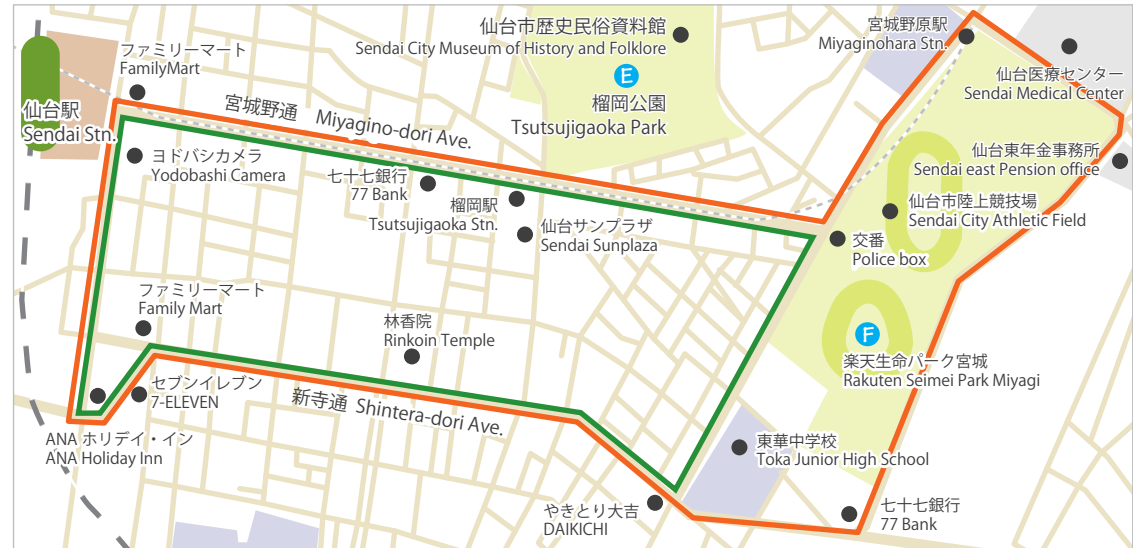 仙台市歴史民俗資料館
Sendai City Museum of History and Folklore
宮城野原駅
Miyaginohara Stn.
ファミリーマート
FamilyMart
仙台医療センター
Sendai Medical Center
E
榴岡公園
Tsutsujigaoka Park
仙台駅
Sendai Stn.
宮城野通 Miyagino-dori Ave.
ヨドバシカメラ
Yodobashi Camera
七十七銀行
77 Bank
榴岡駅
Tsutsujigaoka Stn.
仙台サンプラザ
Sendai Sunplaza
仙台東年金事務所
Sendai east Pension office
仙台市陸上競技場
Sendai City Athletic Field
交番
Police box
ファミリーマート
Family Mart
林香院
Rinkoin Temple
F
楽天生命パーク宮城
Rakuten Seimei Park Miyagi
セブンイレブン
7-ELEVEN
新寺通 Shintera-dori Ave.
ANA ホリデイ・イン
ANA Holiday Inn
東華中学校
Toka Junior High School
やきとり大吉
DAIKICHI
七十七銀行
77 Bank